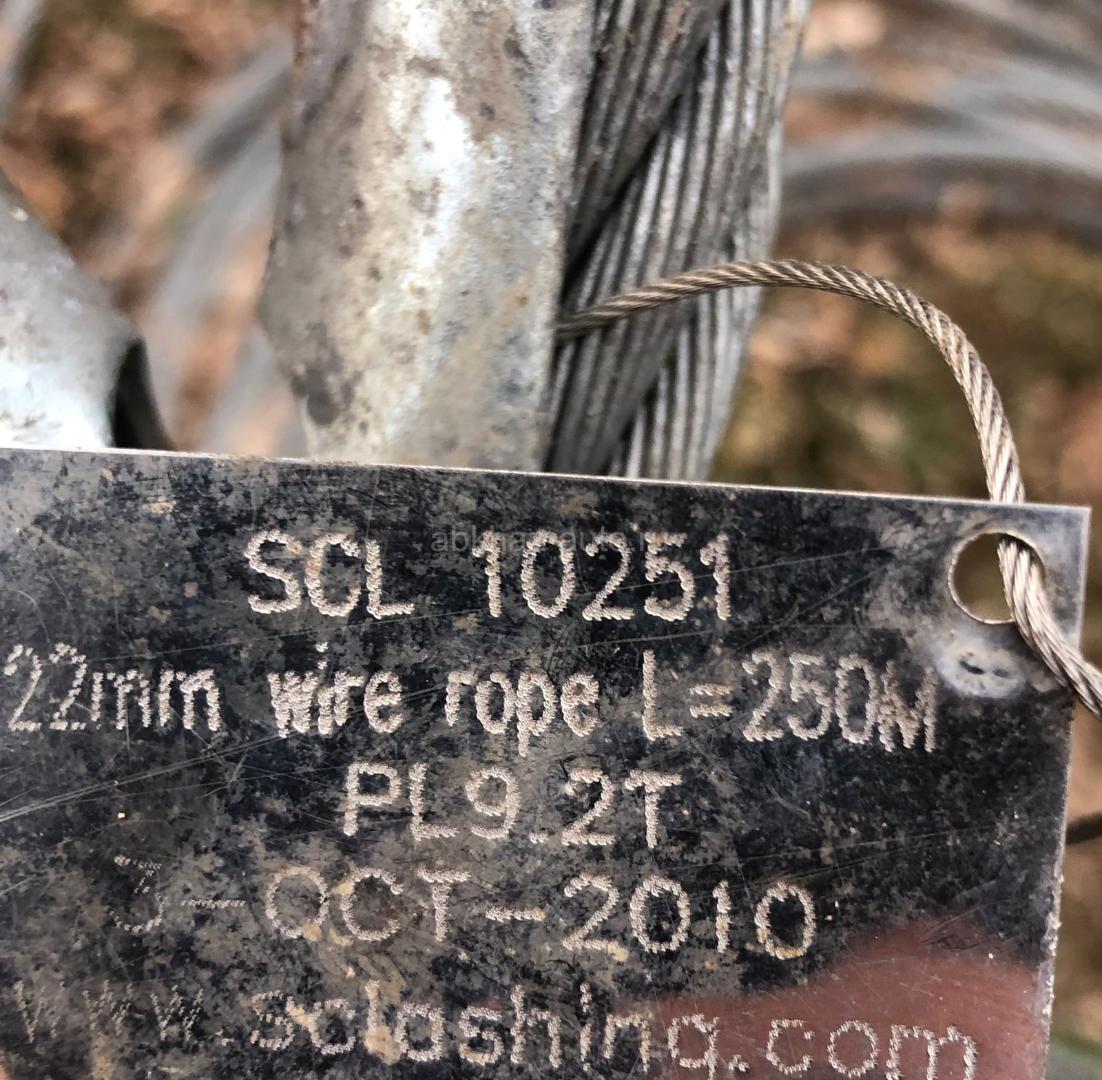 SCL 10251
22mm wire rope L=250M
PL9.2T
3-OCT-2010
www.sclashing.com